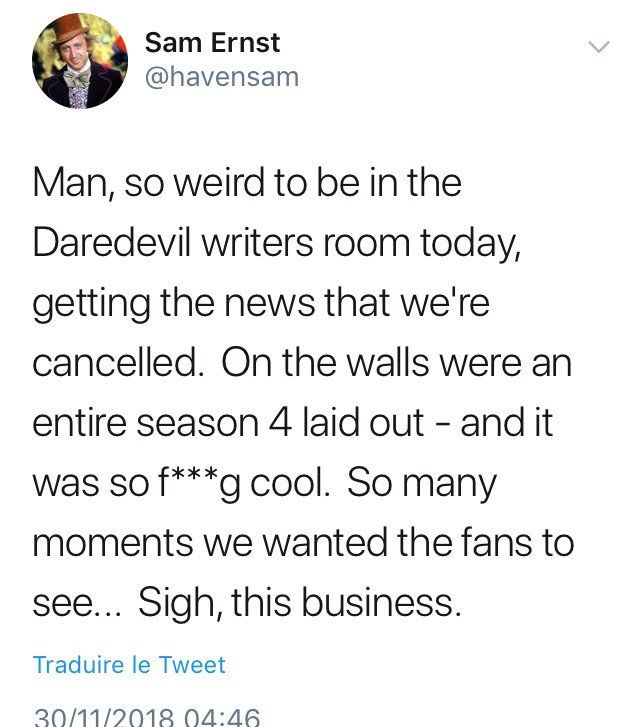 Sam Ernst
@havensam
Man, so weird to be in the
Daredevil writers room today,
getting the news that we're
cancelled.  On the walls were an
entire season 4 laid out - and it
was so f***g cool.  So many
moments we wanted the fans to
see...  Sigh, this business.
Traduire le Tweet
30/11/2018 04:46